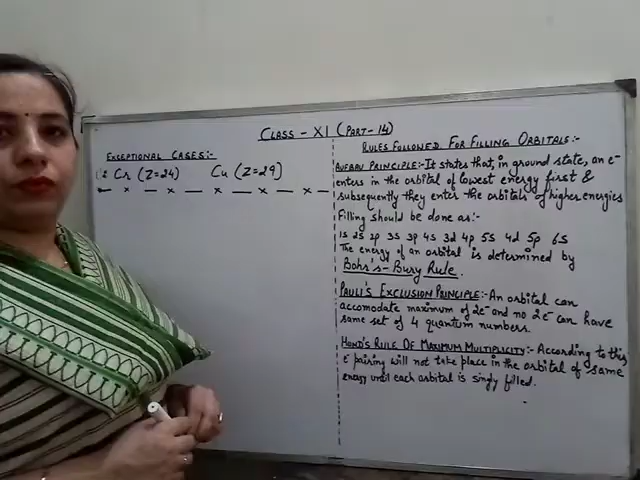 CLASS - XI (PART-14)
EXCEPTIONAL CASES:-
Cr (Z=24) Cu (Z=29)
RULES FOLLOWED FOR FILLING ORBITALS:-
AUFBAU PRINCIPLE:- It states that, in ground state, an e⁻
enters in the orbital of lowest energy first &
subsequently they enter the orbitals of higher energies
Filling should be done as:-
1s 2s 2p 3s 3p 4s 3d 4p 5s 4d 5p 6s
The energy of an orbital is determined by
Bohr's-Bury Rule.
PAULI'S EXCLUSION PRINCIPLE:- An orbital can
accomodate maximum of 2e⁻ and no 2e⁻ can have
same set of 4 quantum numbers.
HUND'S RULE OF MAXIMUM MULTIPLICITY:- According to this
e⁻ pairing will not take place in the orbital of same
energy until each orbital is singly filled.